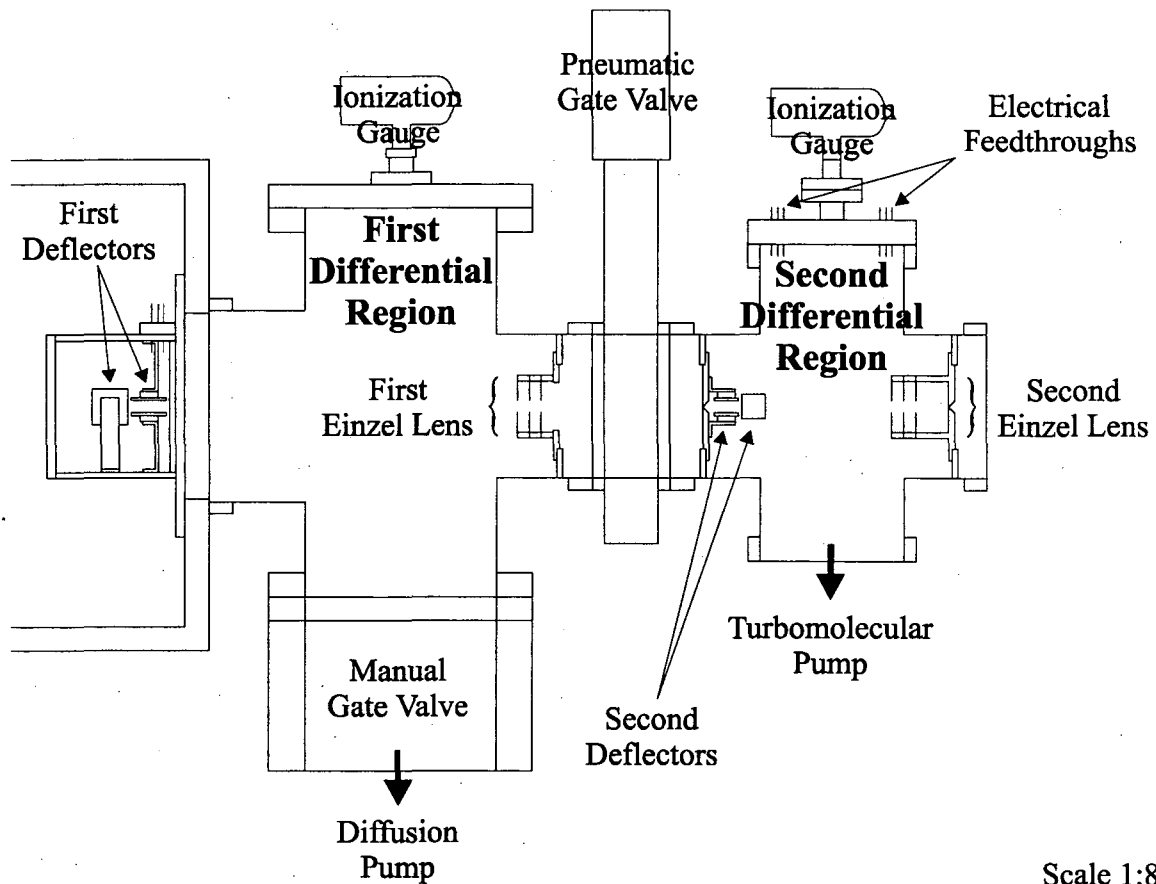 Pneumatic
Gate Valve
Ionization
Gauge
Ionization
Gauge
Electrical
Feedthroughs
First
Deflectors
First
Differential
Region
Second
Differential
Region
First
Einzel Lens
Second
Einzel Lens
Manual
Gate Valve
Turbomolecular
Pump
Second
Deflectors
Diffusion
Pump
Scale 1:8